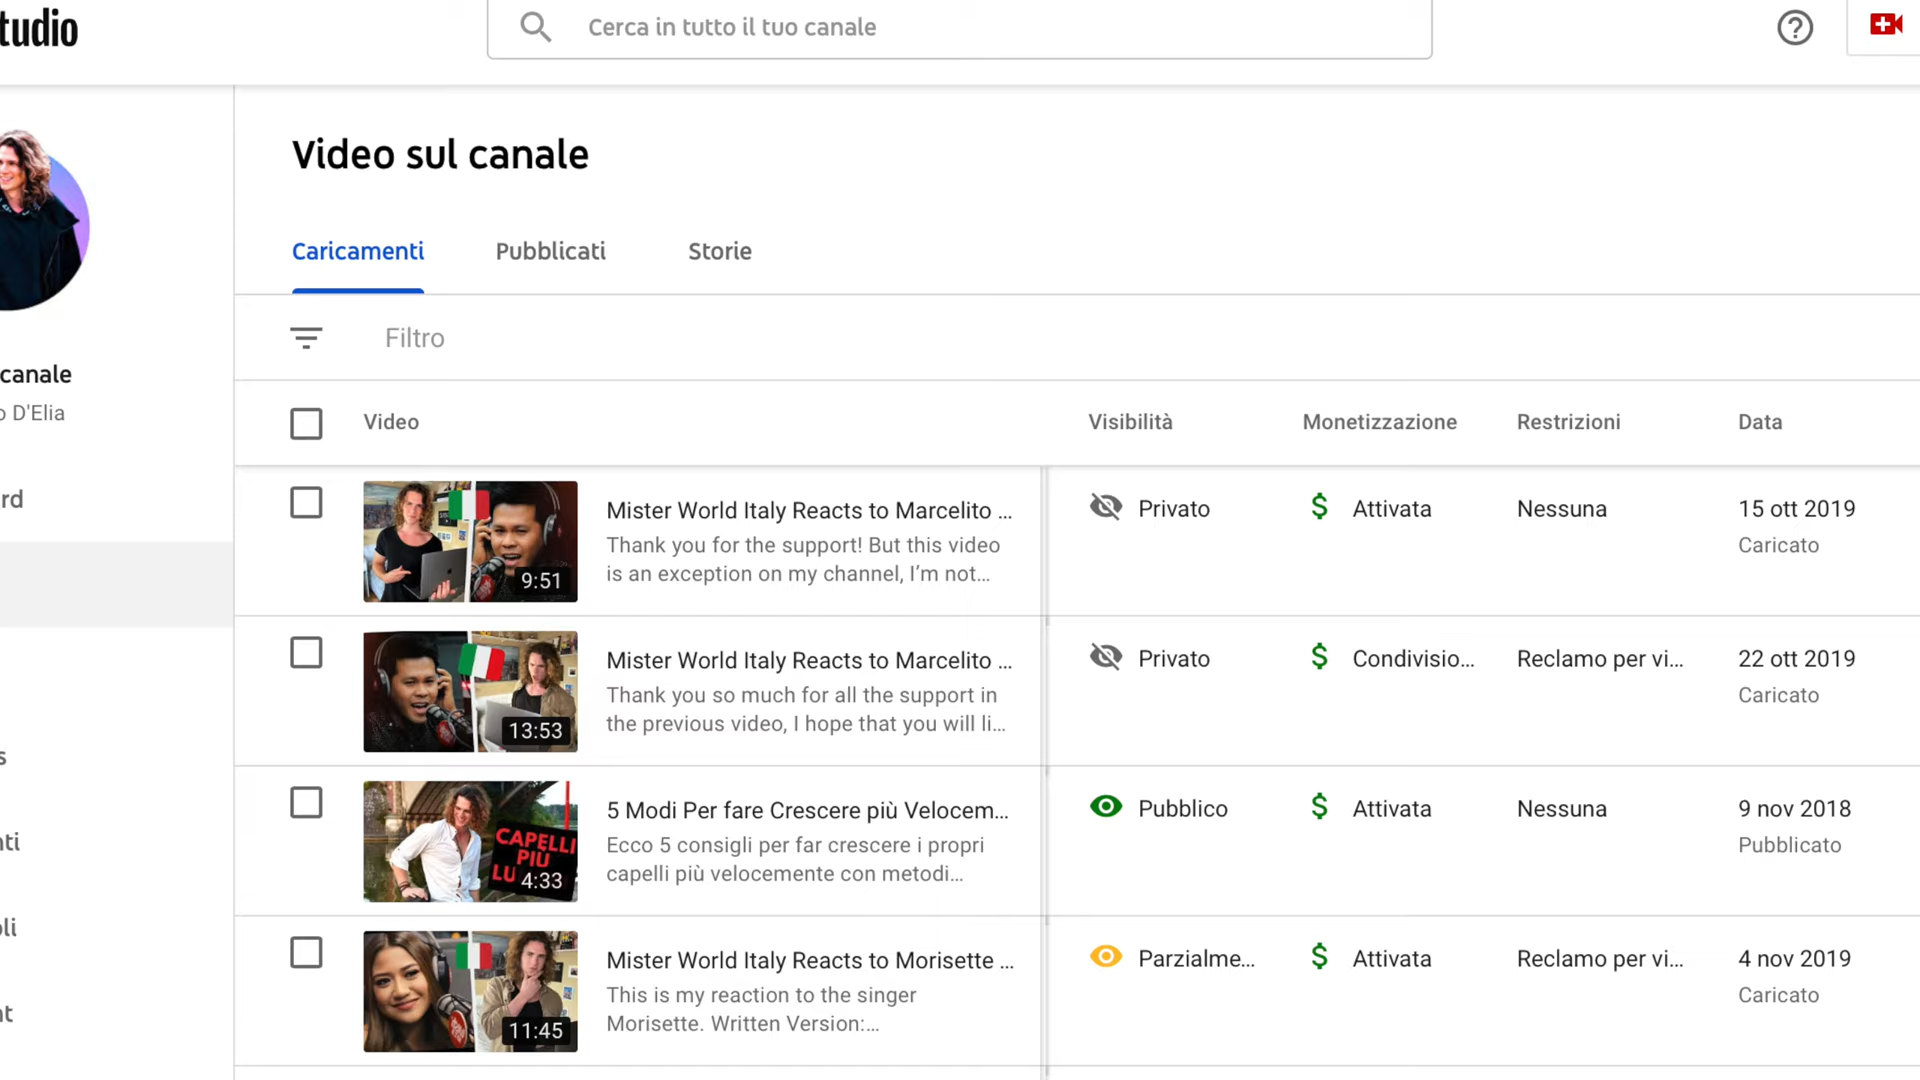 tudio
Cerca in tutto il tuo canale
canale
o D'Elia
rd
s
nti
oli
nt
Video sul canale
Caricamenti Pubblicati Storie
Filtro
Video Visibilità Monetizzazione Restrizioni Data
9:51
Mister World Italy Reacts to Marcelito ...
Thank you for the support! But this video
is an exception on my channel, I’m not...
Privato Attivata Nessuna 15 ott 2019
Caricato
13:53
Mister World Italy Reacts to Marcelito ...
Thank you so much for all the support in
the previous video, I hope that you will li...
Privato Condivisio... Reclamo per vi... 22 ott 2019
Caricato
CAPELLI
PIU
LU
4:33
5 Modi Per fare Crescere più Velocem...
Ecco 5 consigli per far crescere i propri
capelli più velocemente con metodi...
Pubblico Attivata Nessuna 9 nov 2018
Pubblicato
11:45
Mister World Italy Reacts to Morisette ...
This is my reaction to the singer
Morisette. Written Version:...
Parzialme... Attivata Reclamo per vi... 4 nov 2019
Caricato